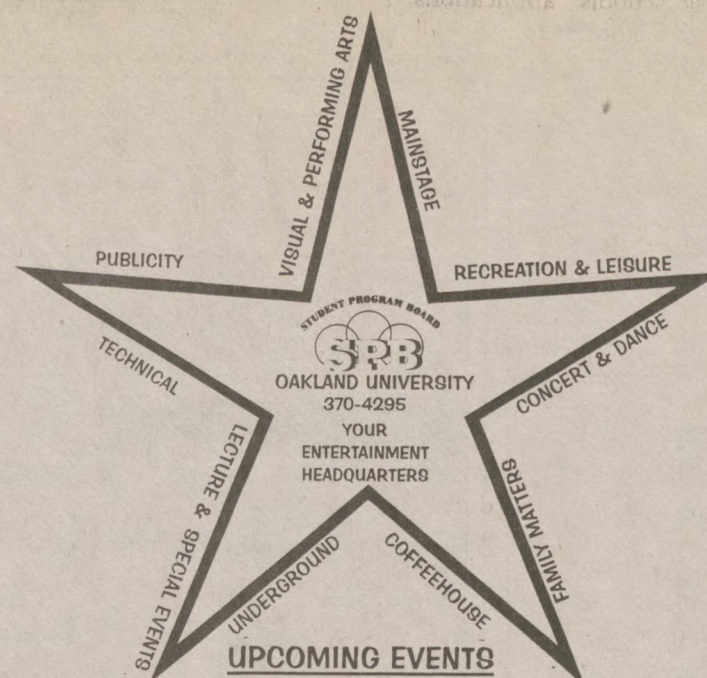 VISUAL & PERFORMING ARTS
MAINSTAGE
PUBLICITY
RECREATION & LEISURE
TECHNICAL
CONCERT & DANCE
STUDENT PROGRAM BOARD
SPB
OAKLAND UNIVERSITY
370-4295
YOUR
ENTERTAINMENT
HEADQUARTERS
LECTURE & SPECIAL EVENTS
FAMILY MATTERS
UNDERGROUND
COFFEEHOUSE
UPCOMING EVENTS